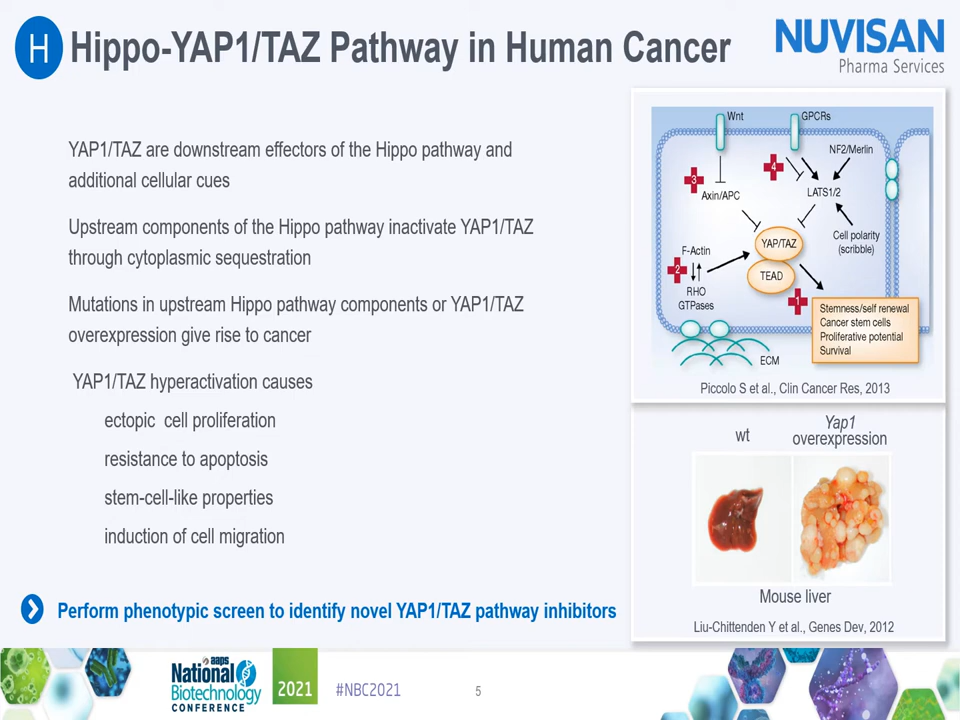 H Hippo-YAP1/TAZ Pathway in Human Cancer
NUVISAN
Pharma Services
YAP1/TAZ are downstream effectors of the Hippo pathway and
additional cellular cues
Upstream components of the Hippo pathway inactivate YAP1/TAZ
through cytoplasmic sequestration
Mutations in upstream Hippo pathway components or YAP1/TAZ
overexpression give rise to cancer
YAP1/TAZ hyperactivation causes
ectopic cell proliferation
resistance to apoptosis
stem-cell-like properties
induction of cell migration
Perform phenotypic screen to identify novel YAP1/TAZ pathway inhibitors
Wnt
GPCRs
NF2/Merlin
3
4
Axin/APC
LATS1/2
YAP/TAZ
Cell polarity
(scribble)
F-Actin
2
TEAD
RHO
GTPases
1
Stemness/self renewal
Cancer stem cells
Proliferative potential
Survival
ECM
Piccolo S et al., Clin Cancer Res, 2013
wt
Yap1
overexpression
Mouse liver
Liu-Chittenden Y et al., Genes Dev, 2012
aaps
National
Biotechnology
CONFERENCE
2021
#NBC2021
5